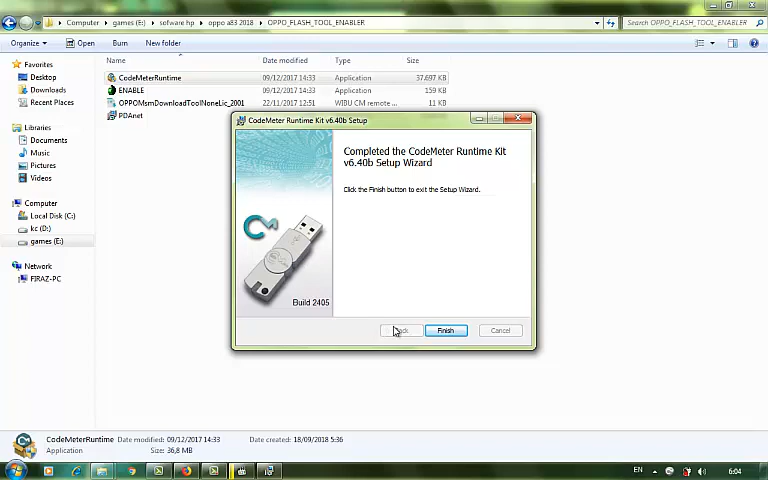 Computer ▸ games (E:) ▸ sofware hp ▸ oppo a83 2018 ▸ OPPO_FLASH_TOOL_ENABLER
Search OPPO_FLASH_TOOL_ENABLER
Organize Open Burn New folder
Name Date modified Type Size
Favorites
Desktop
Downloads
Recent Places
Libraries
Documents
Music
Pictures
Videos
Computer
Local Disk (C:)
kc (D:)
games (E:)
Network
FIRAZ-PC
CodeMeterRuntime 09/12/2017 14:33 Application 37.697 KB
ENABLE 09/12/2017 14:33 Application 159 KB
OPPOMsmDownloadToolNoneLic_2001 22/11/2017 12:51 WIBU CM remote ... 11 KB
PDAnet
CodeMeter Runtime Kit v6.40b Setup
Completed the CodeMeter Runtime Kit
v6.40b Setup Wizard
Click the Finish button to exit the Setup Wizard.
Build 2405
Finish Cancel
CodeMeterRuntime Date modified: 09/12/2017 14:33 Date created: 18/09/2018 5:36
Application Size: 36,8 MB
EN 6:04